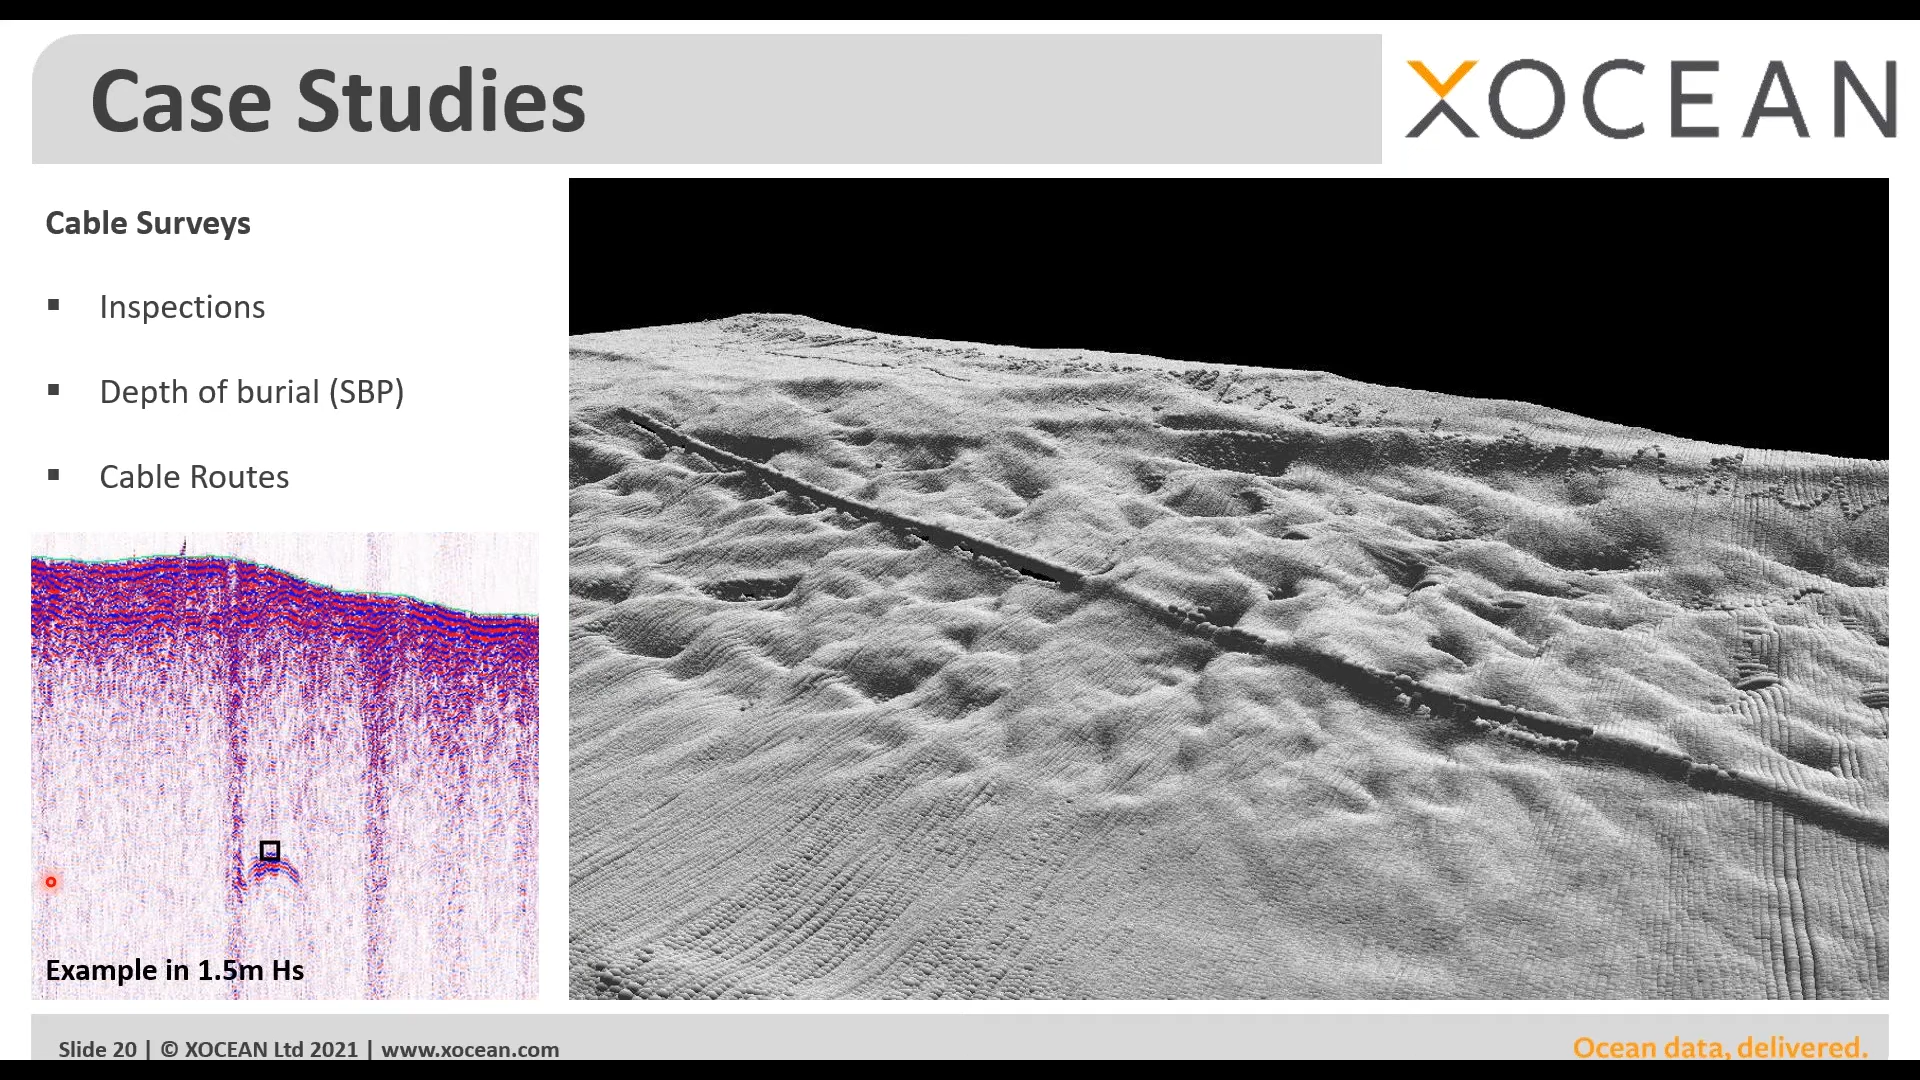 Case Studies
XOCEAN
Cable Surveys
▪ Inspections
▪ Depth of burial (SBP)
▪ Cable Routes
Example in 1.5m Hs
Slide 20 | © XOCEAN Ltd 2021 | www.xocean.com
Ocean data, delivered.